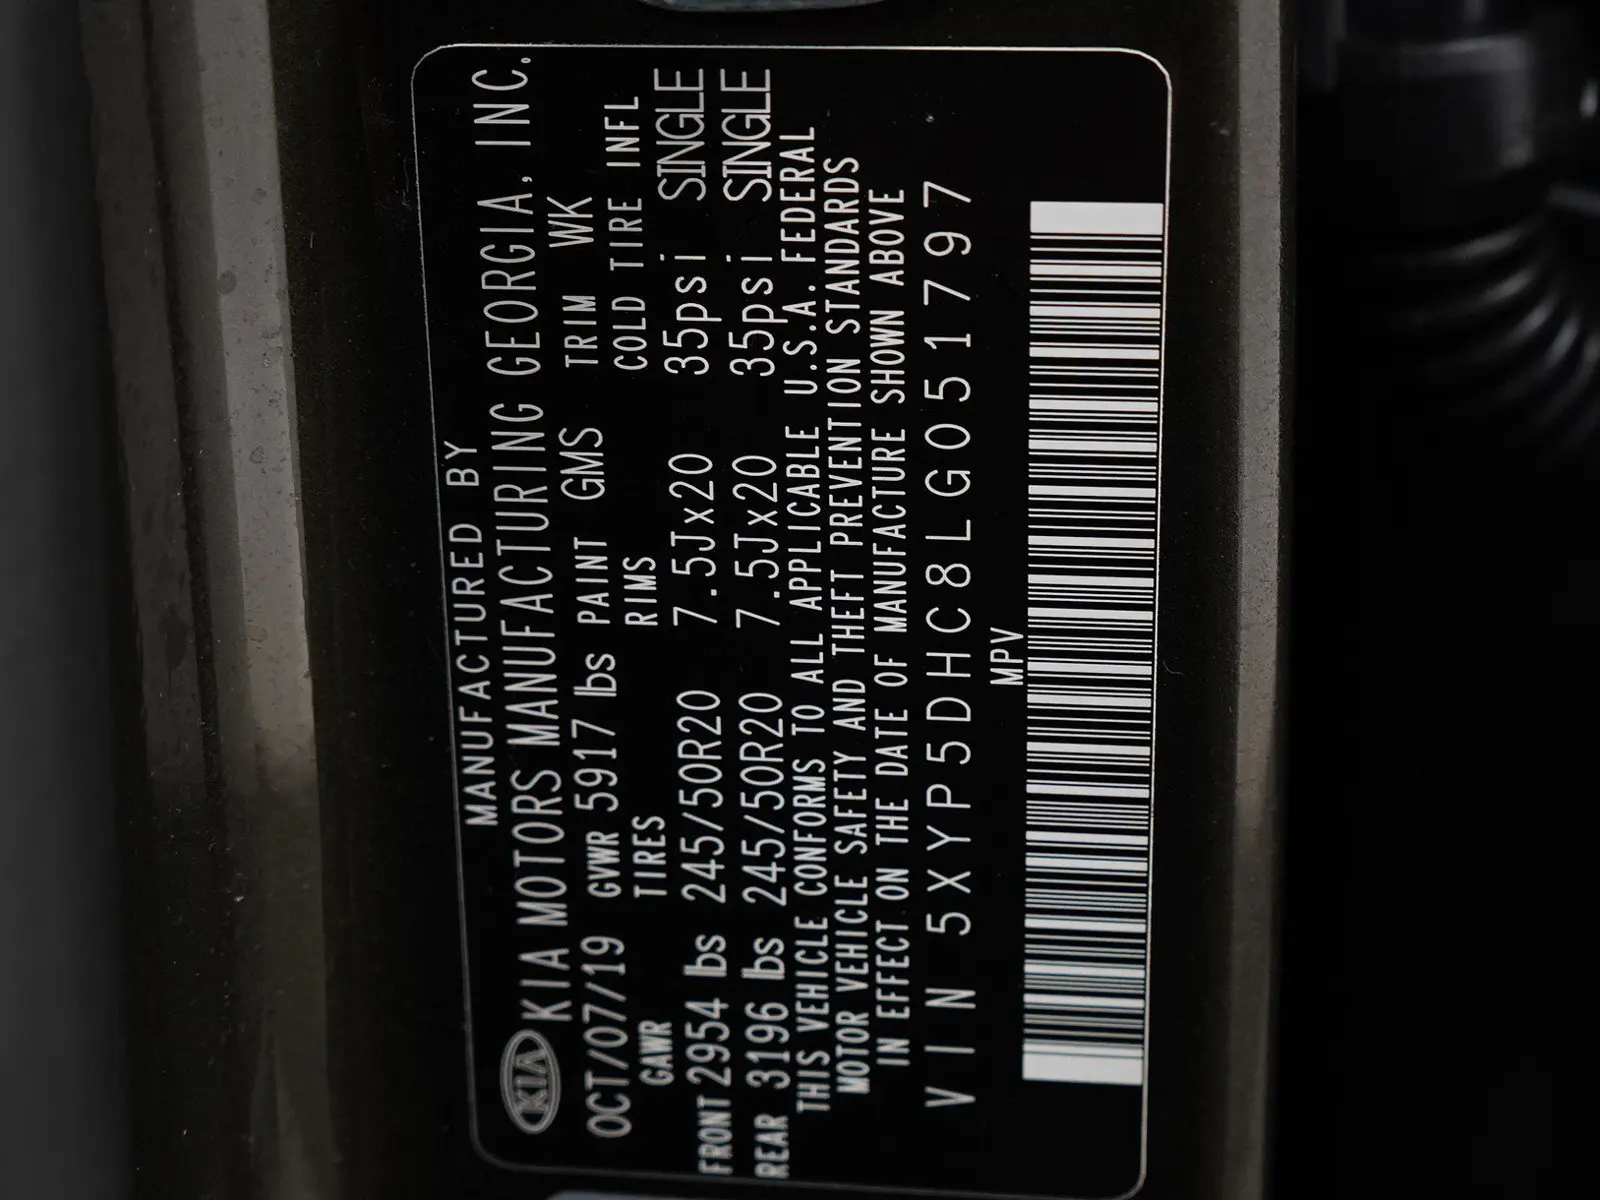 MANUFACTURED BY
KIA KIA MOTORS MANUFACTURING GEORGIA, INC.
OCT/07/19 GVWR 5917 lbs PAINT GMS TRIM WK
GAWR TIRES RIMS COLD TIRE INFL
FRONT 2954 lbs 245/50R20 7.5Jx20 35psi SINGLE
REAR 3196 lbs 245/50R20 7.5Jx20 35psi SINGLE
THIS VEHICLE CONFORMS TO ALL APPLICABLE U.S.A. FEDERAL
MOTOR VEHICLE SAFETY AND THEFT PREVENTION STANDARDS
IN EFFECT ON THE DATE OF MANUFACTURE SHOWN ABOVE
VIN 5XYP5DHC8LG051797
MPV